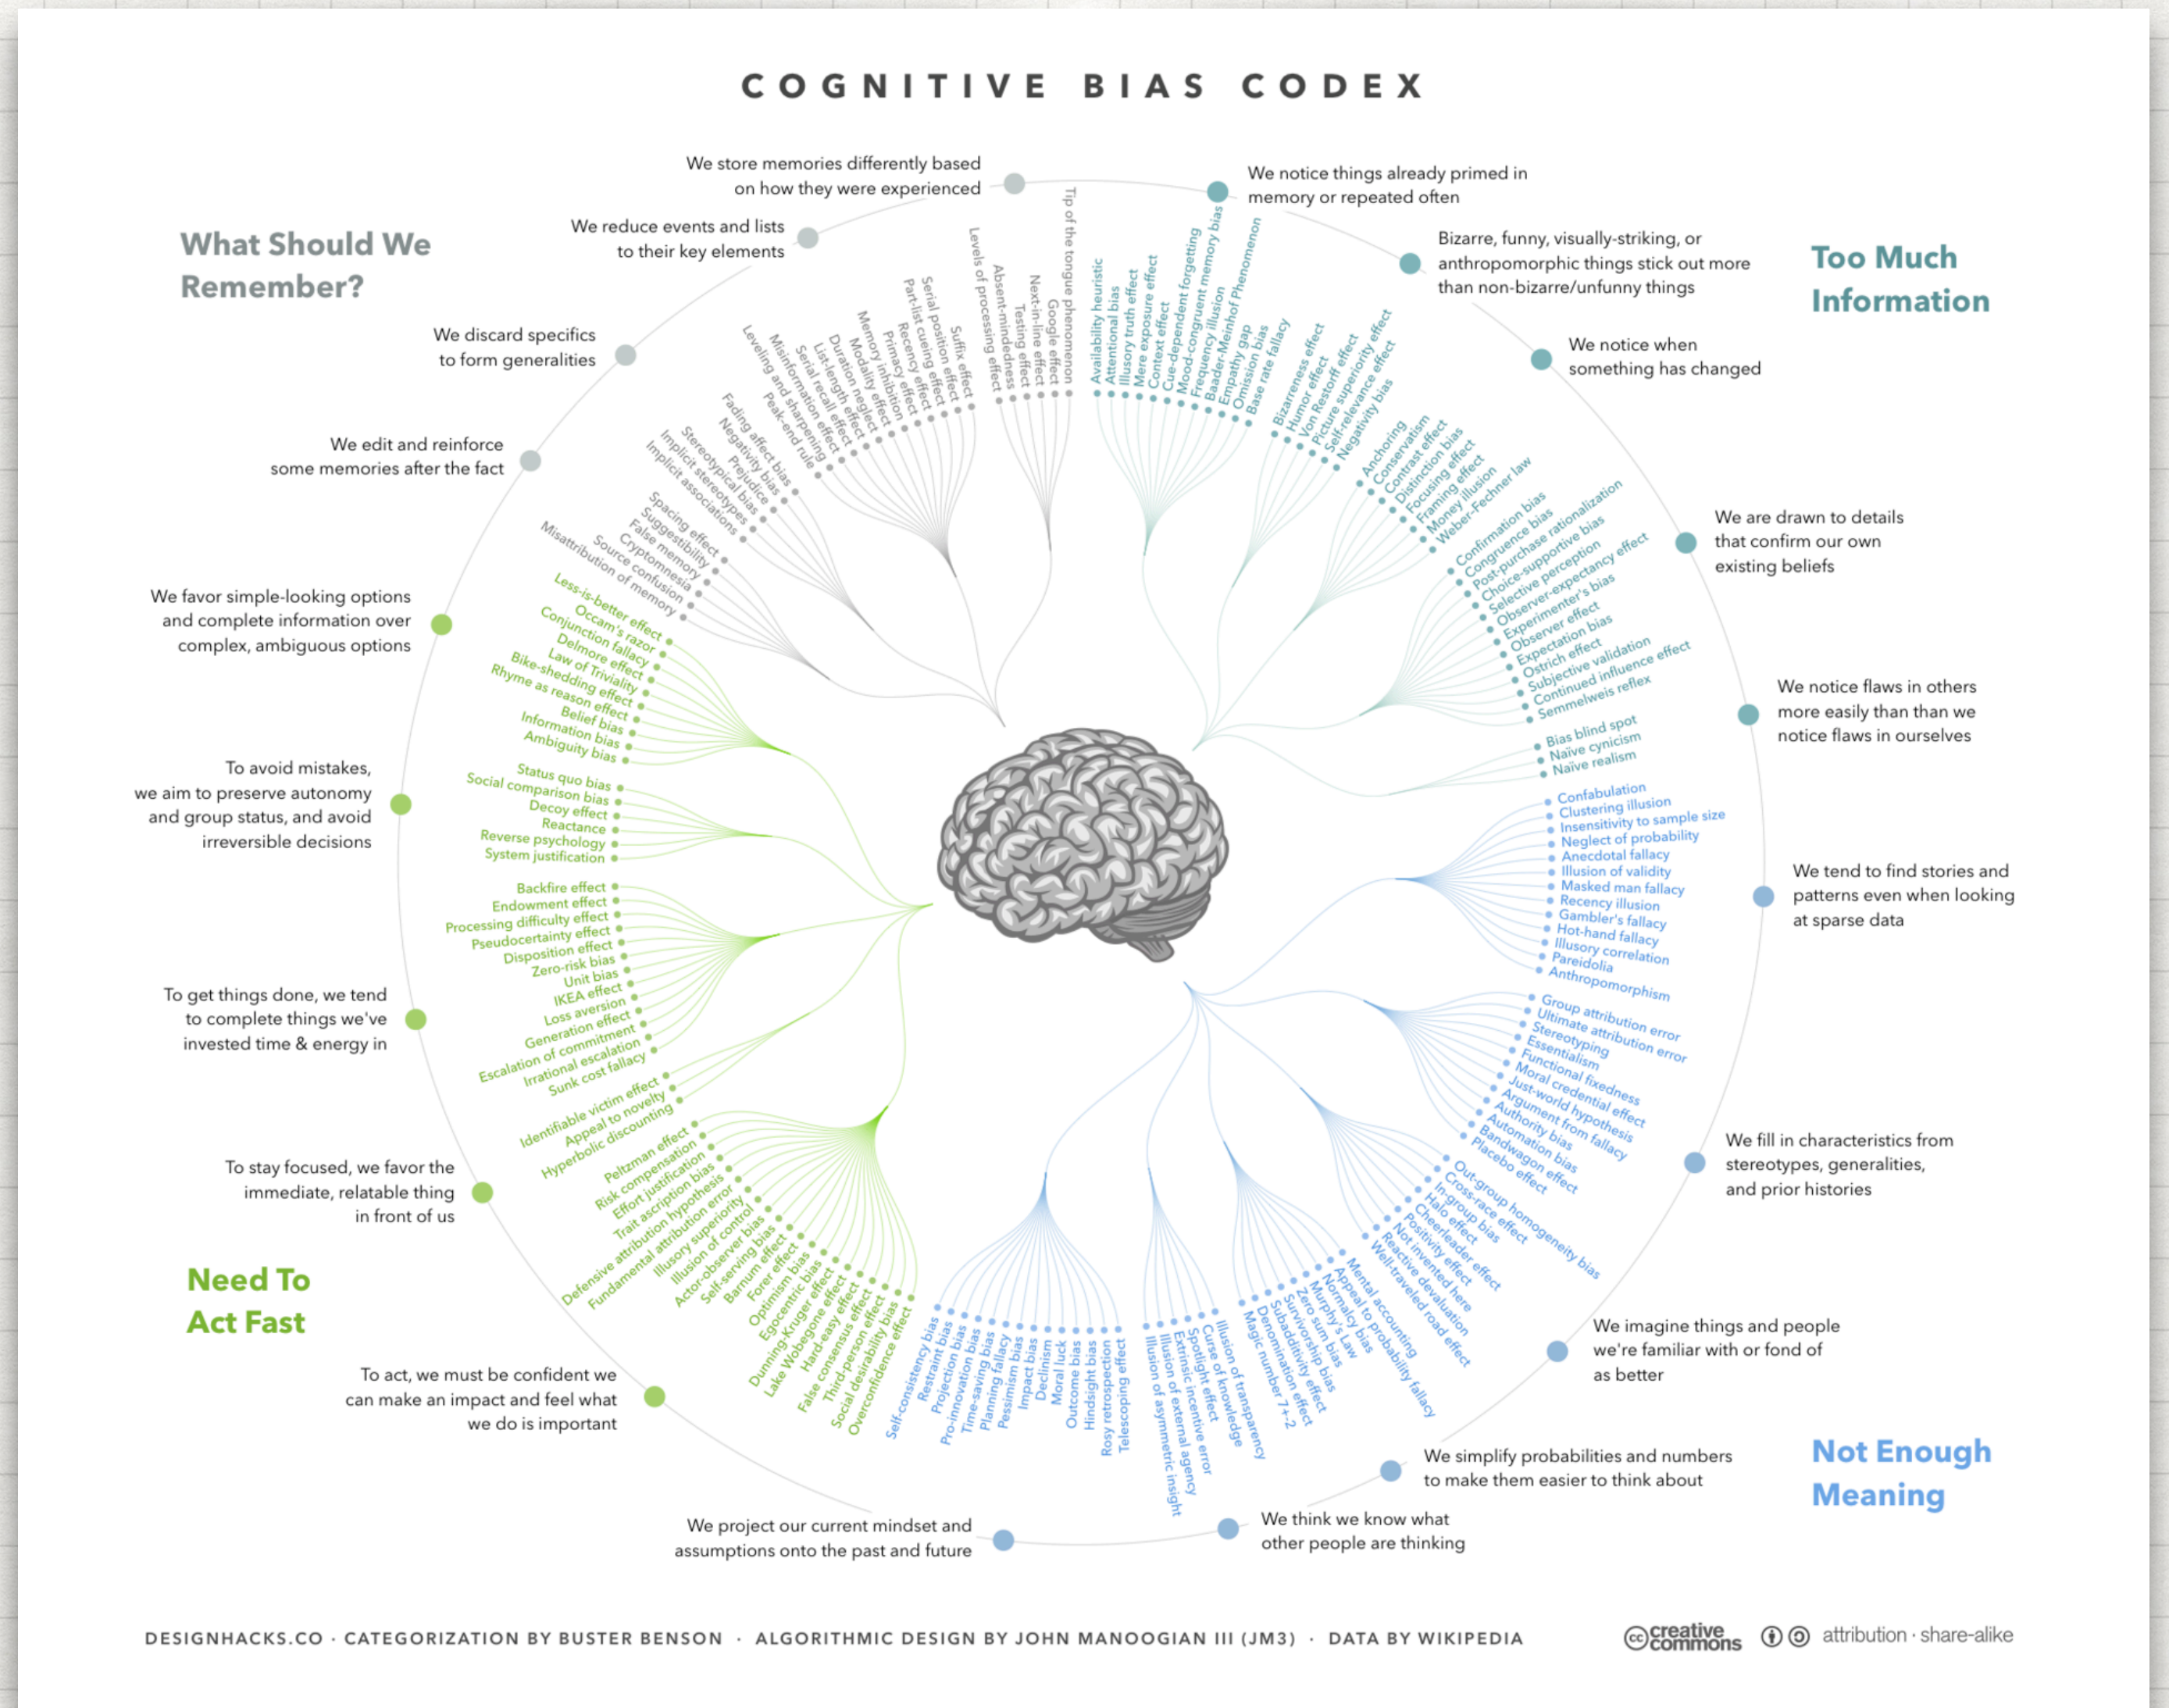 COGNITIVE BIAS CODEX
What Should We
Remember?
We store memories differently based
on how they were experienced
We reduce events and lists
to their key elements
We discard specifics
to form generalities
We edit and reinforce
some memories after the fact
Tip of the tongue phenomenon
Google effect
Next-in-line effect
Testing effect
Absent-mindedness
Levels of processing effect
Suffix effect
Serial position effect
Part-list cueing effect
Recency effect
Primacy effect
Memory inhibition
Modality effect
Duration neglect
List-length effect
Serial recall effect
Misinformation effect
Leveling and sharpening
Peak-end rule
Fading affect bias
Negativity bias
Prejudice
Stereotypical bias
Implicit stereotypes
Implicit associations
Spacing effect
Suggestibility
False memory
Cryptomnesia
Source confusion
Misattribution of memory
Too Much
Information
We notice things already primed in
memory or repeated often
Availability heuristic
Attentional bias
Illusory truth effect
Mere exposure effect
Context effect
Cue-dependent forgetting
Mood-congruent memory bias
Frequency illusion
Baader-Meinhof Phenomenon
Empathy gap
Omission bias
Base rate fallacy
Bizarre, funny, visually-striking, or
anthropomorphic things stick out more
than non-bizarre/unfunny things
Bizarreness effect
Humor effect
Von Restorff effect
Picture superiority effect
Self-relevance effect
Negativity bias
We notice when
something has changed
Anchoring
Conservatism
Contrast effect
Distinction bias
Focusing effect
Framing effect
Money illusion
Weber-Fechner law
We are drawn to details
that confirm our own
existing beliefs
Confirmation bias
Congruence bias
Post-purchase rationalization
Choice-supportive bias
Selective perception
Observer-expectancy effect
Experimenter's bias
Observer effect
Expectation bias
Ostrich effect
Subjective validation
Continued influence effect
Semmelweis reflex
We notice flaws in others
more easily than than we
notice flaws in ourselves
Bias blind spot
Naïve cynicism
Naïve realism
We tend to find stories and
patterns even when looking
at sparse data
Confabulation
Clustering illusion
Insensitivity to sample size
Neglect of probability
Anecdotal fallacy
Illusion of validity
Masked man fallacy
Recency illusion
Gambler's fallacy
Hot-hand fallacy
Illusory correlation
Pareidolia
Anthropomorphism
We fill in characteristics from
stereotypes, generalities,
and prior histories
Group attribution error
Ultimate attribution error
Stereotyping
Essentialism
Functional fixedness
Moral credential effect
Just-world hypothesis
Argument from fallacy
Authority bias
Automation bias
Bandwagon effect
Placebo effect
We imagine things and people
we're familiar with or fond of
as better
Out-group homogeneity bias
Cross-race effect
In-group bias
Halo effect
Cheerleader effect
Positivity effect
Not invented here
Reactive devaluation
Well-traveled road effect
Not Enough
Meaning
We simplify probabilities and numbers
to make them easier to think about
Mental accounting
Appeal to probability fallacy
Normalcy bias
Murphy's Law
Zero sum bias
Survivorship bias
Subadditivity effect
Denomination effect
Magic number 7+-2
We think we know what
other people are thinking
Illusion of transparency
Curse of knowledge
Spotlight effect
Extrinsic incentive error
Illusion of external agency
Illusion of asymmetric insight
We project our current mindset and
assumptions onto the past and future
Telescoping effect
Rosy retrospection
Hindsight bias
Outcome bias
Moral luck
Declinism
Impact bias
Pessimism bias
Planning fallacy
Time-saving bias
Pro-innovation bias
Projection bias
Restraint bias
Self-consistency bias
We favor simple-looking options
and complete information over
complex, ambiguous options
Less-is-better effect
Occam's razor
Conjunction fallacy
Delmore effect
Law of Triviality
Bike-shedding effect
Rhyme as reason effect
Belief bias
Information bias
Ambiguity bias
To avoid mistakes,
we aim to preserve autonomy
and group status, and avoid
irreversible decisions
Status quo bias
Social comparison bias
Decoy effect
Reactance
Reverse psychology
System justification
To get things done, we tend
to complete things we've
invested time & energy in
Backfire effect
Endowment effect
Processing difficulty effect
Pseudocertainty effect
Disposition effect
Zero-risk bias
Unit bias
IKEA effect
Loss aversion
Generation effect
Escalation of commitment
Irrational escalation
Sunk cost fallacy
To stay focused, we favor the
immediate, relatable thing
in front of us
Identifiable victim effect
Appeal to novelty
Hyperbolic discounting
Need To
Act Fast
To act, we must be confident we
can make an impact and feel what
we do is important
Peltzman effect
Risk compensation
Effort justification
Trait ascription bias
Defensive attribution hypothesis
Fundamental attribution error
Illusory superiority
Illusion of control
Actor-observer bias
Self-serving bias
Barnum effect
Forer effect
Optimism bias
Egocentric bias
Dunning-Kruger effect
Lake Wobegone effect
Hard-easy effect
False consensus effect
Third-person effect
Social desirability bias
Overconfidence effect
DESIGNHACKS.CO · CATEGORIZATION BY BUSTER BENSON · ALGORITHMIC DESIGN BY JOHN MANOOGIAN III (JM3) · DATA BY WIKIPEDIA
cc creative commons
attribution · share-alike